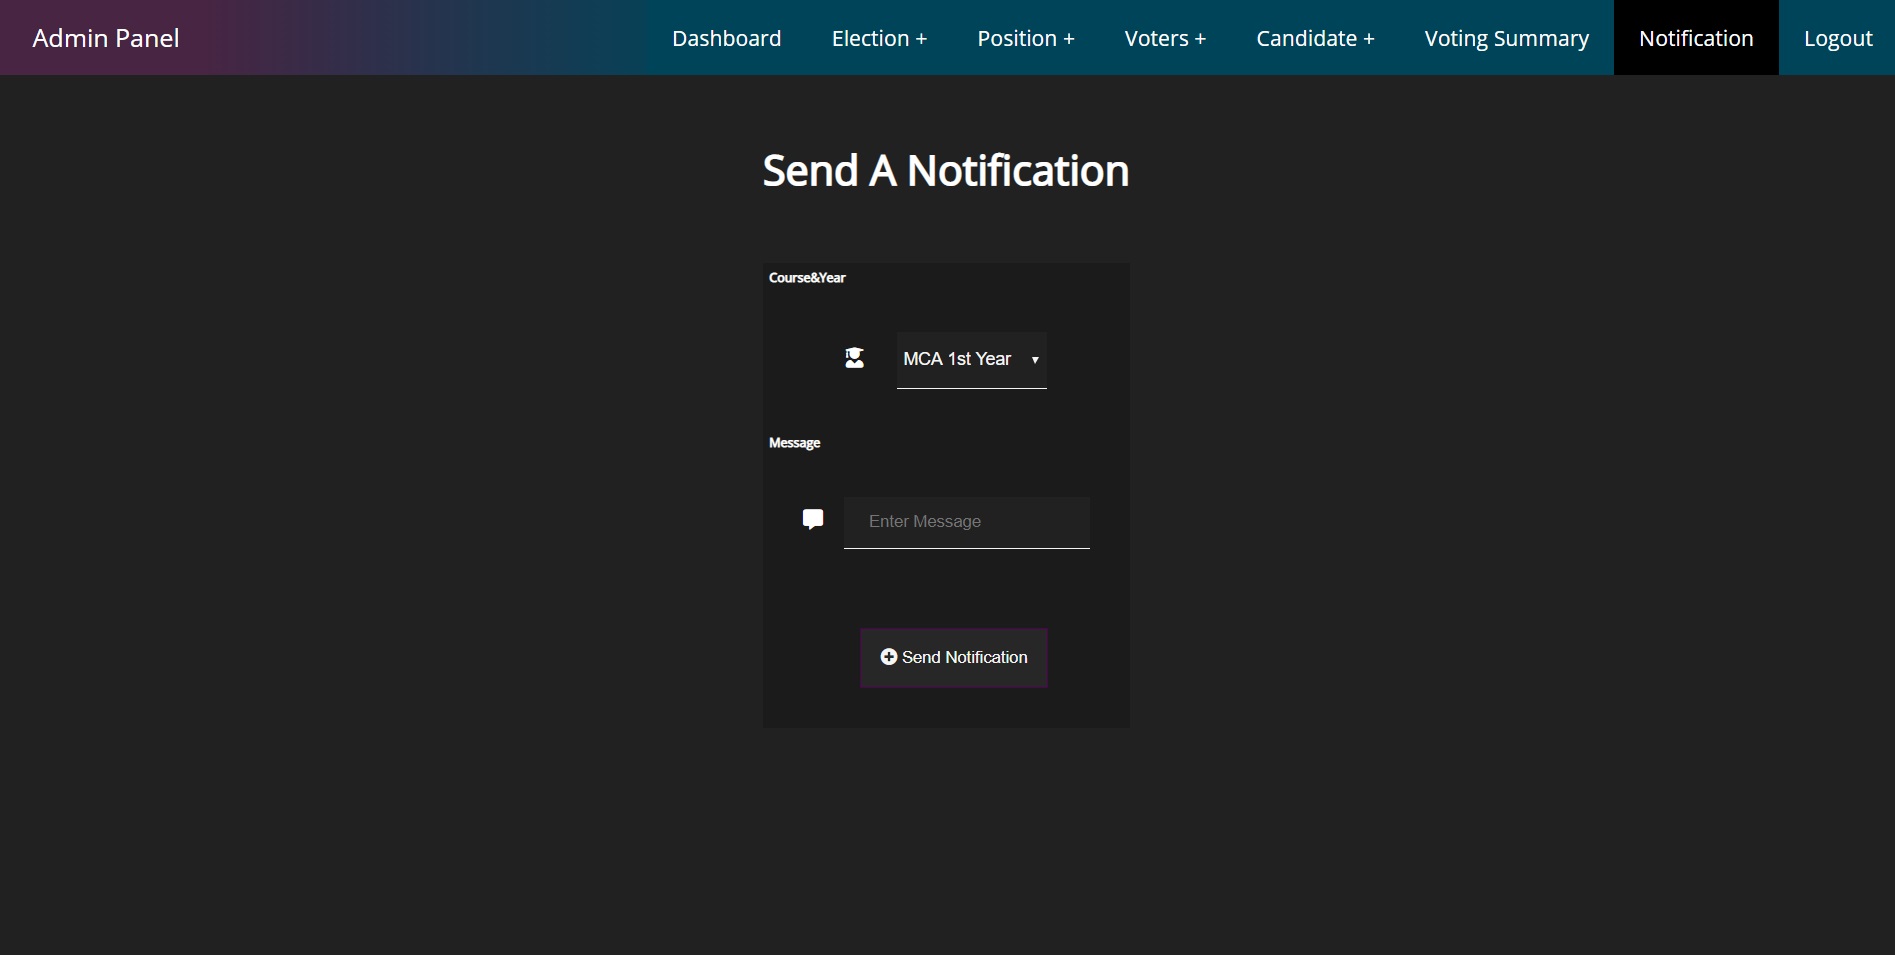 Admin Panel
Dashboard
Election +
Position +
Voters +
Candidate +
Voting Summary
Notification
Logout
Send A Notification
Course&Year
MCA 1st Year
Message
Enter Message
Send Notification